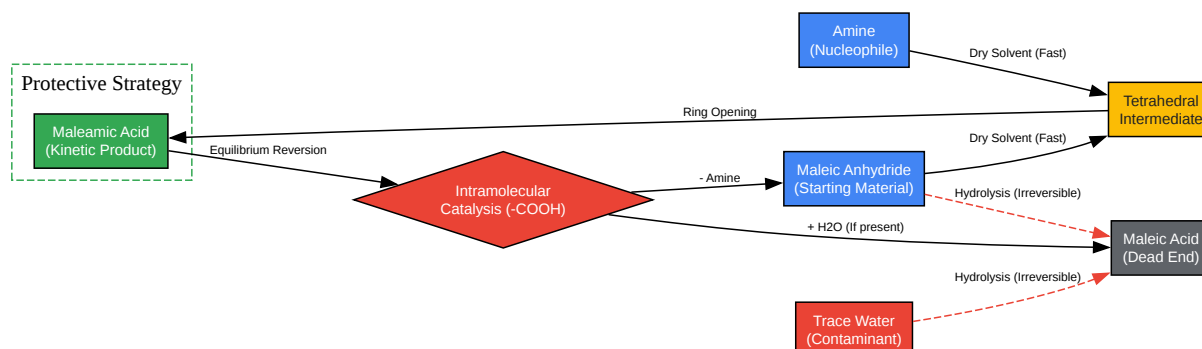 Amine
(Nucleophile)
Dry Solvent (Fast)
Protective Strategy
Tetrahedral
Intermediate
Ring Opening
Maleamic Acid
(Kinetic Product)
Equilibrium Reversion
Dry Solvent (Fast)
Maleic Anhydride
(Starting Material)
- Amine
Intramolecular
Catalysis (-COOH)
Hydrolysis (Irreversible)
+ H2O (If present)
Maleic Acid
(Dead End)
Hydrolysis (Irreversible)
Trace Water
(Contaminant)